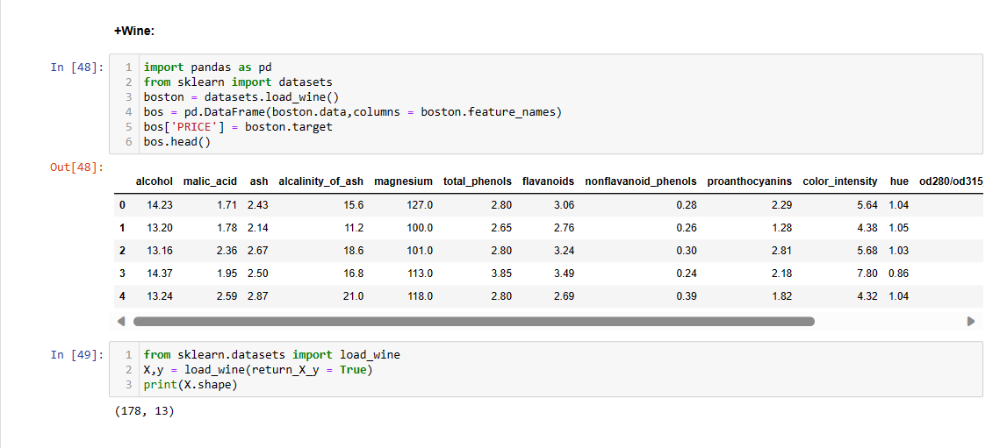 +Wine:
In [48]:
1 import pandas as pd
2 from sklearn import datasets
3 boston = datasets.load_wine()
4 bos = pd.DataFrame(boston.data,columns = boston.feature_names)
5 bos['PRICE'] = boston.target
6 bos.head()
Out[48]:
alcohol malic_acid ash alcalinity_of_ash magnesium total_phenols flavanoids nonflavanoid_phenols proanthocyanins color_intensity hue od280/od315
0 14.23 1.71 2.43 15.6 127.0 2.80 3.06 0.28 2.29 5.64 1.04
1 13.20 1.78 2.14 11.2 100.0 2.65 2.76 0.26 1.28 4.38 1.05
2 13.16 2.36 2.67 18.6 101.0 2.80 3.24 0.30 2.81 5.68 1.03
3 14.37 1.95 2.50 16.8 113.0 3.85 3.49 0.24 2.18 7.80 0.86
4 13.24 2.59 2.87 21.0 118.0 2.80 2.69 0.39 1.82 4.32 1.04
In [49]:
1 from sklearn.datasets import load_wine
2 X,y = load_wine(return_X_y = True)
3 print(X.shape)
(178, 13)